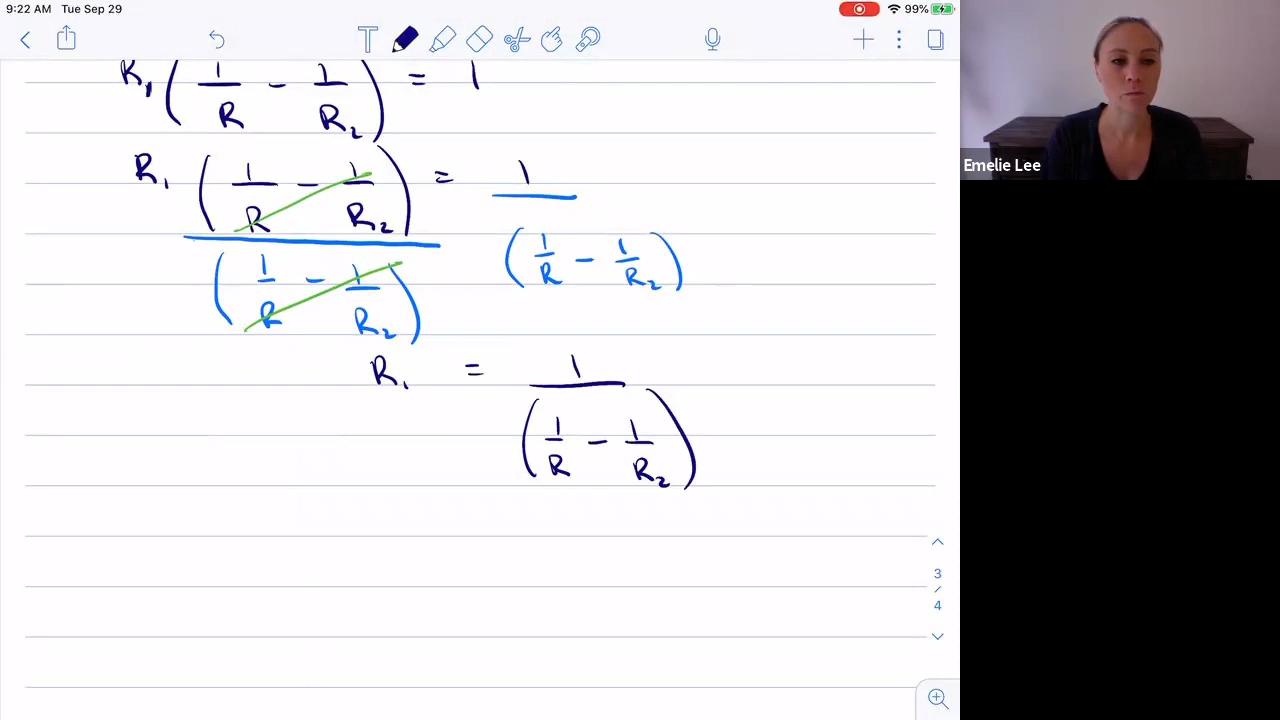 9:22 AM Tue Sep 29
99%
T
R₁ ( 1/R - 1/R₂ ) = 1
R₁ ( 1/R - 1/R₂ ) / ( 1/R - 1/R₂ ) = 1 / ( 1/R - 1/R₂ )
R₁ = 1 / ( 1/R - 1/R₂ )
3
/
4
Emelie Lee